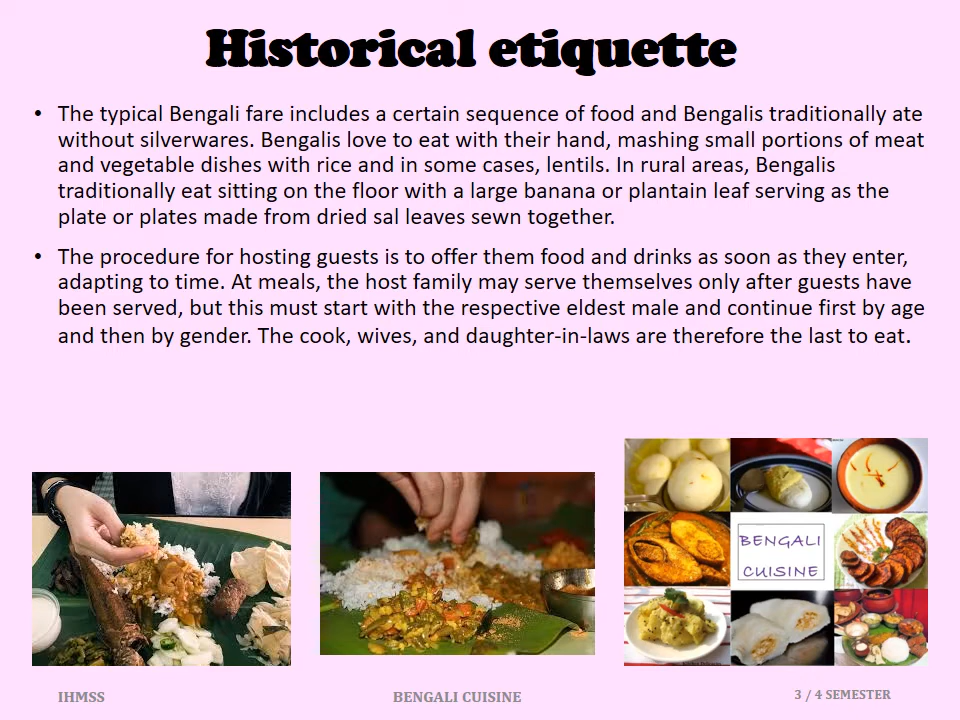 Historical etiquette
• The typical Bengali fare includes a certain sequence of food and Bengalis traditionally ate
without silverwares. Bengalis love to eat with their hand, mashing small portions of meat
and vegetable dishes with rice and in some cases, lentils. In rural areas, Bengalis
traditionally eat sitting on the floor with a large banana or plantain leaf serving as the
plate or plates made from dried sal leaves sewn together.
• The procedure for hosting guests is to offer them food and drinks as soon as they enter,
adapting to time. At meals, the host family may serve themselves only after guests have
been served, but this must start with the respective eldest male and continue first by age
and then by gender. The cook, wives, and daughter-in-laws are therefore the last to eat.
BENGALI
CUISINE
IHMSS
BENGALI CUISINE
3 / 4 SEMESTER